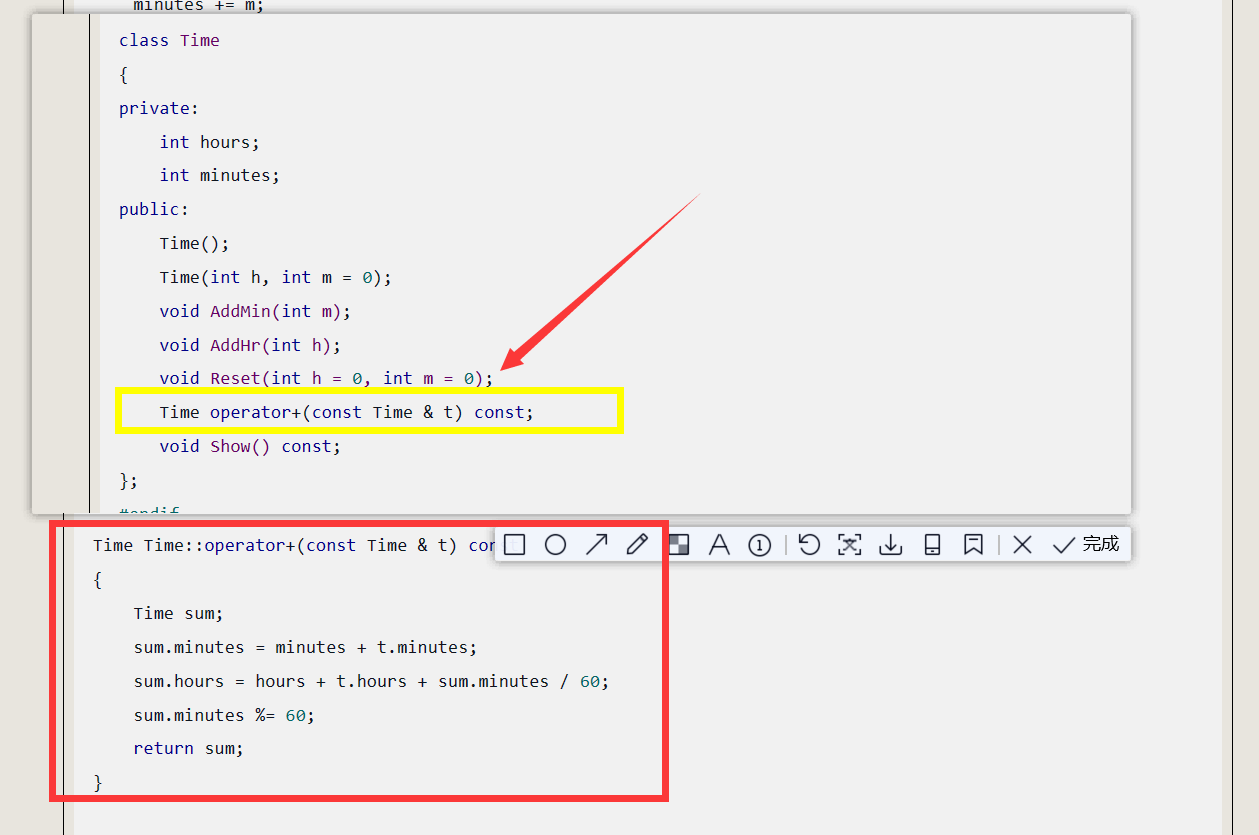 minutes += m;
class Time
{
private:
int hours;
int minutes;
public:
Time();
Time(int h, int m = 0);
void AddMin(int m);
void AddHr(int h);
void Reset(int h = 0, int m = 0);
Time operator+(const Time & t) const;
void Show() const;
};
#endif
Time Time::operator+(const Time & t) con
A 1 完成
{
Time sum;
sum.minutes = minutes + t.minutes;
sum.hours = hours + t.hours + sum.minutes / 60;
sum.minutes %= 60;
return sum;
}